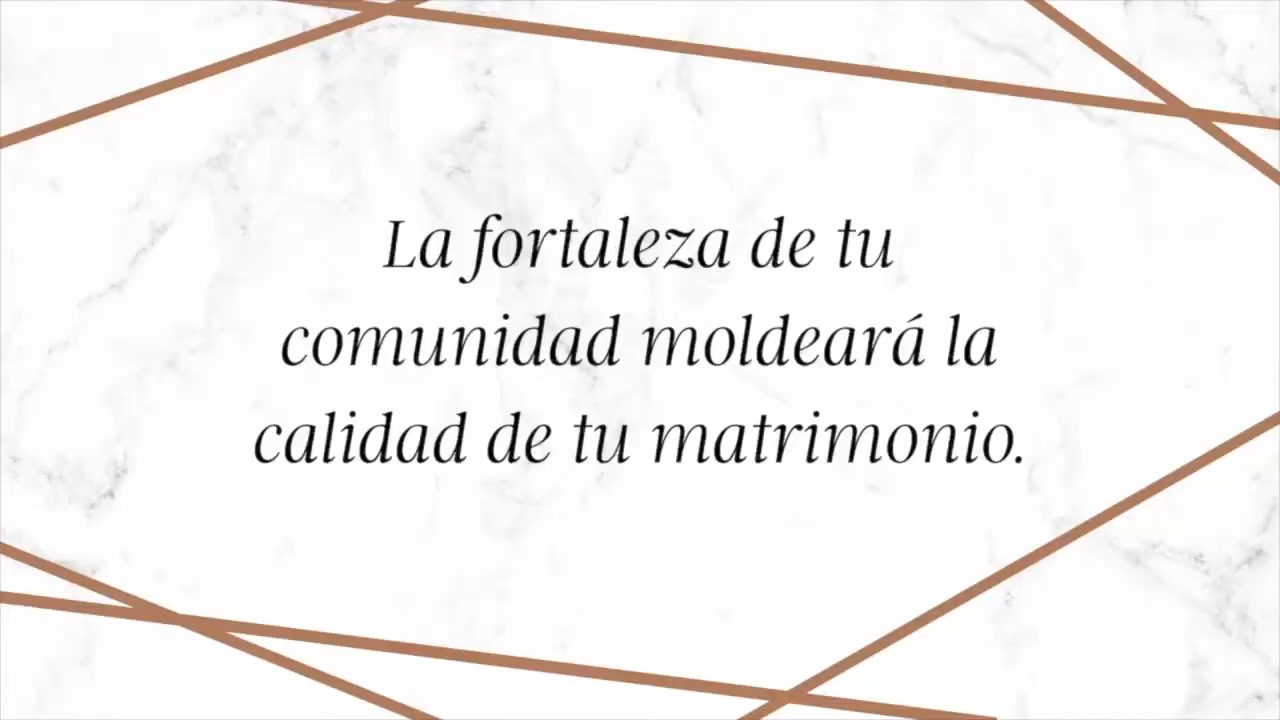 La fortaleza de tu
comunidad moldeará la
calidad de tu matrimonio.